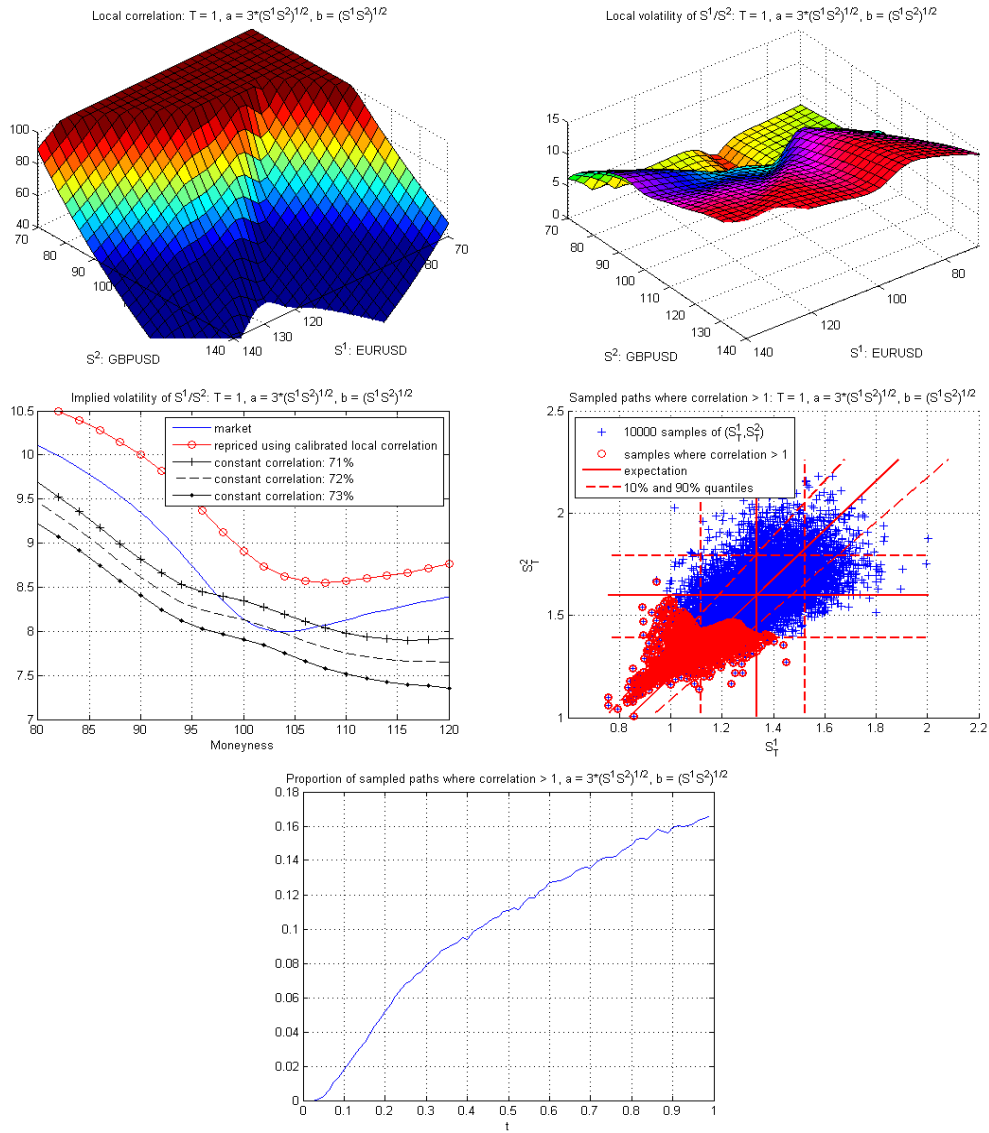 Local correlation: T = 1, a = 3*(S¹S²)^1/2, b = (S¹S²)^1/2
100
90
80
70
60
50
40
70
80
90
100
140
140
130
120
80
70
S²: GBPUSD
S¹: EURUSD
Local volatility of S¹/S²: T = 1, a = 3*(S¹S²)^1/2, b = (S¹S²)^1/2
15
10
5
0
70
80
90
100
110
120
130
140
140
120
100
80
S²: GBPUSD
S¹: EURUSD
Implied volatility of S¹/S²: T = 1, a = 3*(S¹S²)^1/2, b = (S¹S²)^1/2
10.5
10
9.5
9
8.5
8
7.5
7
market
repriced using calibrated local correlation
constant correlation: 71%
constant correlation: 72%
constant correlation: 73%
80 85 90 95 100 105 110 115 120
Moneyness
Sampled paths where correlation > 1: T = 1, a = 3*(S¹S²)^1/2, b = (S¹S²)^1/2
2.5
2
1.5
1
10000 samples of (S¹_T,S²_T)
samples where correlation > 1
expectation
10% and 90% quantiles
S²_T
0.8 1 1.2 1.4 1.6 1.8 2 2.2
S¹_T
Proportion of sampled paths where correlation > 1, a = 3*(S¹S²)^1/2, b = (S¹S²)^1/2
0.18
0.16
0.14
0.12
0.1
0.08
0.06
0.04
0.02
0
0 0.1 0.2 0.3 0.4 0.5 0.6 0.7 0.8 0.9 1
t